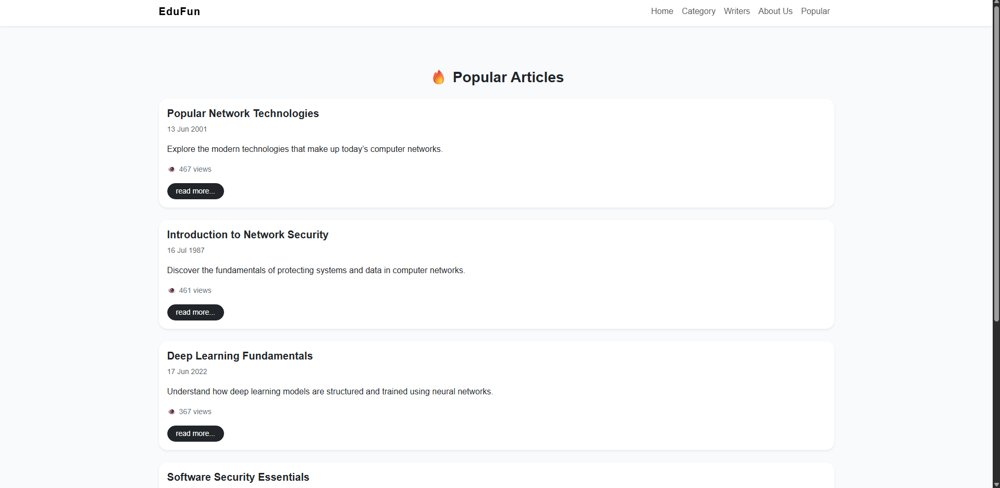 EduFun
Home Category Writers About Us Popular
🔥 Popular Articles
Popular Network Technologies
13 Jun 2001
Explore the modern technologies that make up today’s computer networks.
467 views
read more...
Introduction to Network Security
16 Jul 1987
Discover the fundamentals of protecting systems and data in computer networks.
461 views
read more...
Deep Learning Fundamentals
17 Jun 2022
Understand how deep learning models are structured and trained using neural networks.
367 views
read more...
Software Security Essentials